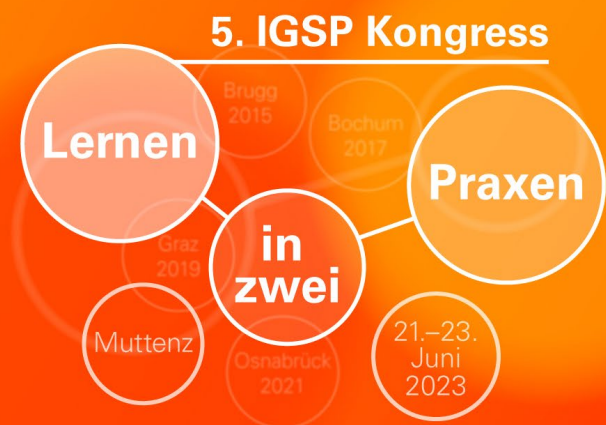 5. IGSP Kongress
Brugg
2015
Bochum
2017
Lernen
Praxen
Graz
2019
in
zwei
Muttenz
Osnabrück
2021
21.–23.
Juni
2023